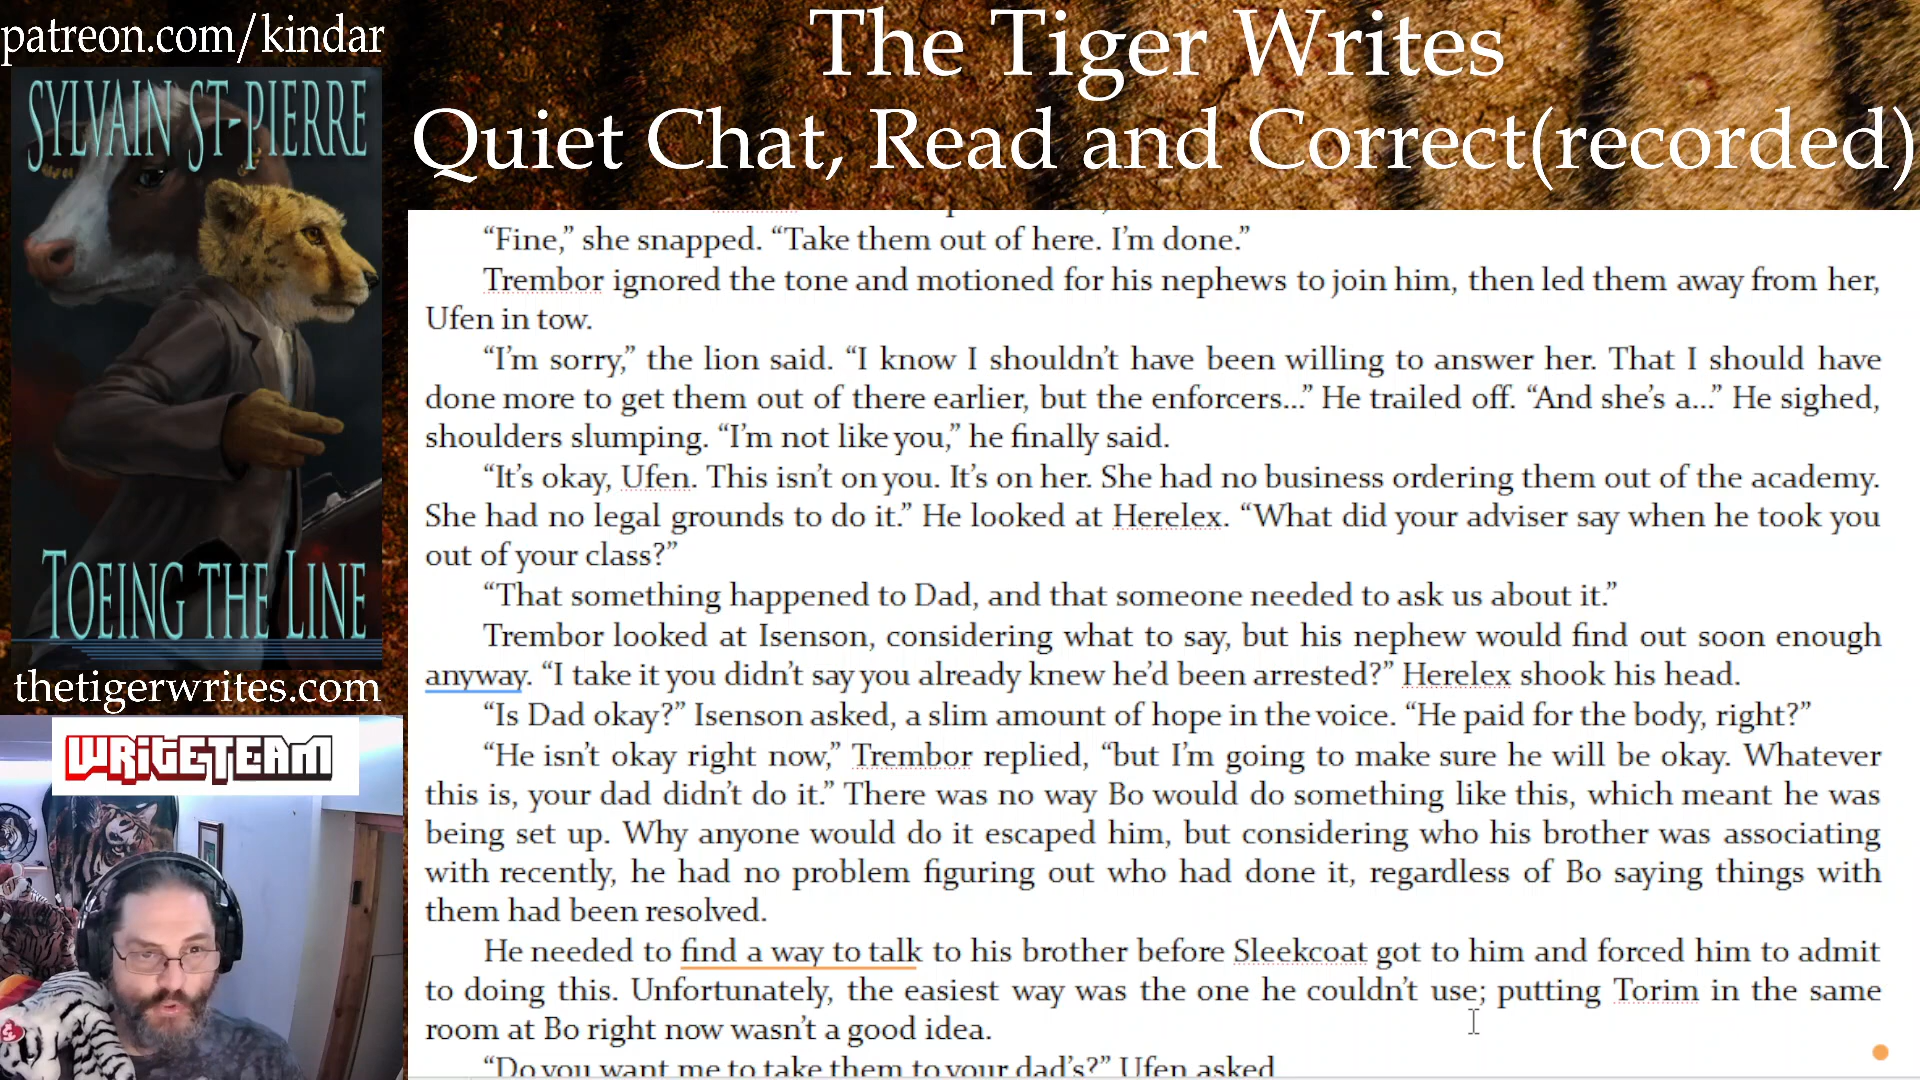 patreon.com/kindar
SYLVAIN ST-PIERRE
TOEING THE LINE
thetigerwrites.com
WRITETEAM
The Tiger Writes
Quiet Chat, Read and Correct(recorded)
“Fine,” she snapped. “Take them out of here. I’m done.”
Trembor ignored the tone and motioned for his nephews to join him, then led them away from her,
Ufen in tow.
“I’m sorry,” the lion said. “I know I shouldn’t have been willing to answer her. That I should have
done more to get them out of there earlier, but the enforcers...” He trailed off. “And she’s a...” He sighed,
shoulders slumping. “I’m not like you,” he finally said.
“It’s okay, Ufen. This isn’t on you. It’s on her. She had no business ordering them out of the academy.
She had no legal grounds to do it.” He looked at Herelex. “What did your adviser say when he took you
out of your class?”
“That something happened to Dad, and that someone needed to ask us about it.”
Trembor looked at Isenson, considering what to say, but his nephew would find out soon enough
anyway. “I take it you didn’t say you already knew he’d been arrested?” Herelex shook his head.
“Is Dad okay?” Isenson asked, a slim amount of hope in the voice. “He paid for the body, right?”
“He isn’t okay right now,” Trembor replied, “but I’m going to make sure he will be okay. Whatever
this is, your dad didn’t do it.” There was no way Bo would do something like this, which meant he was
being set up. Why anyone would do it escaped him, but considering who his brother was associating
with recently, he had no problem figuring out who had done it, regardless of Bo saying things with
them had been resolved.
He needed to find a way to talk to his brother before Sleekcoat got to him and forced him to admit
to doing this. Unfortunately, the easiest way was the one he couldn’t use; putting Torim in the same
room at Bo right now wasn’t a good idea.
“Do you want me to take them to your dad’s?” Ufen asked